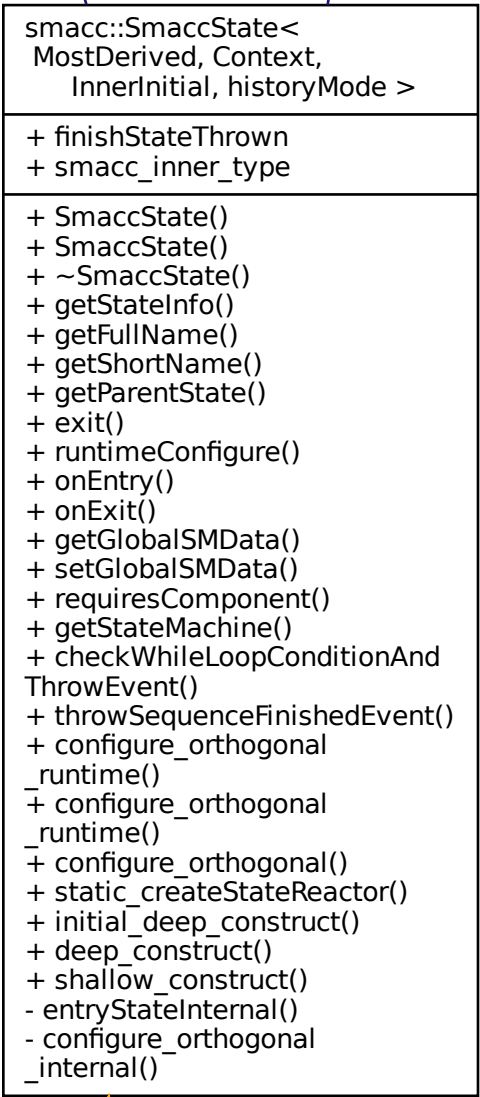 smacc::SmaccState<
MostDerived, Context,
InnerInitial, historyMode >
+ finishStateThrown
+ smacc_inner_type
+ SmaccState()
+ SmaccState()
+ ~SmaccState()
+ getStateInfo()
+ getFullName()
+ getShortName()
+ getParentState()
+ exit()
+ runtimeConfigure()
+ onEntry()
+ onExit()
+ getGlobalSMData()
+ setGlobalSMData()
+ requiresComponent()
+ getStateMachine()
+ checkWhileLoopConditionAnd
ThrowEvent()
+ throwSequenceFinishedEvent()
+ configure_orthogonal
_runtime()
+ configure_orthogonal
_runtime()
+ configure_orthogonal()
+ static_createStateReactor()
+ initial_deep_construct()
+ deep_construct()
+ shallow_construct()
- entryStateInternal()
- configure_orthogonal
_internal()